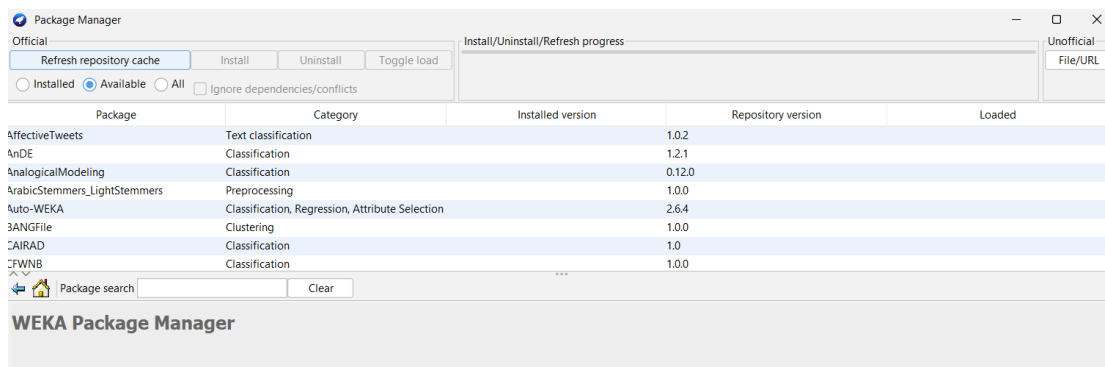 Package Manager
Official
Install/Uninstall/Refresh progress
Unofficial
Refresh repository cache Install Uninstall Toggle load
File/URL
Installed Available All Ignore dependencies/conflicts
Package Category Installed version Repository version Loaded
AffectiveTweets Text classification 1.0.2
AnDE Classification 1.2.1
AnalogicalModeling Classification 0.12.0
ArabicStemmers_LightStemmers Preprocessing 1.0.0
Auto-WEKA Classification, Regression, Attribute Selection 2.6.4
BANGFile Clustering 1.0.0
CAIRAD Classification 1.0
CFWNB Classification 1.0.0
Package search Clear
WEKA Package Manager